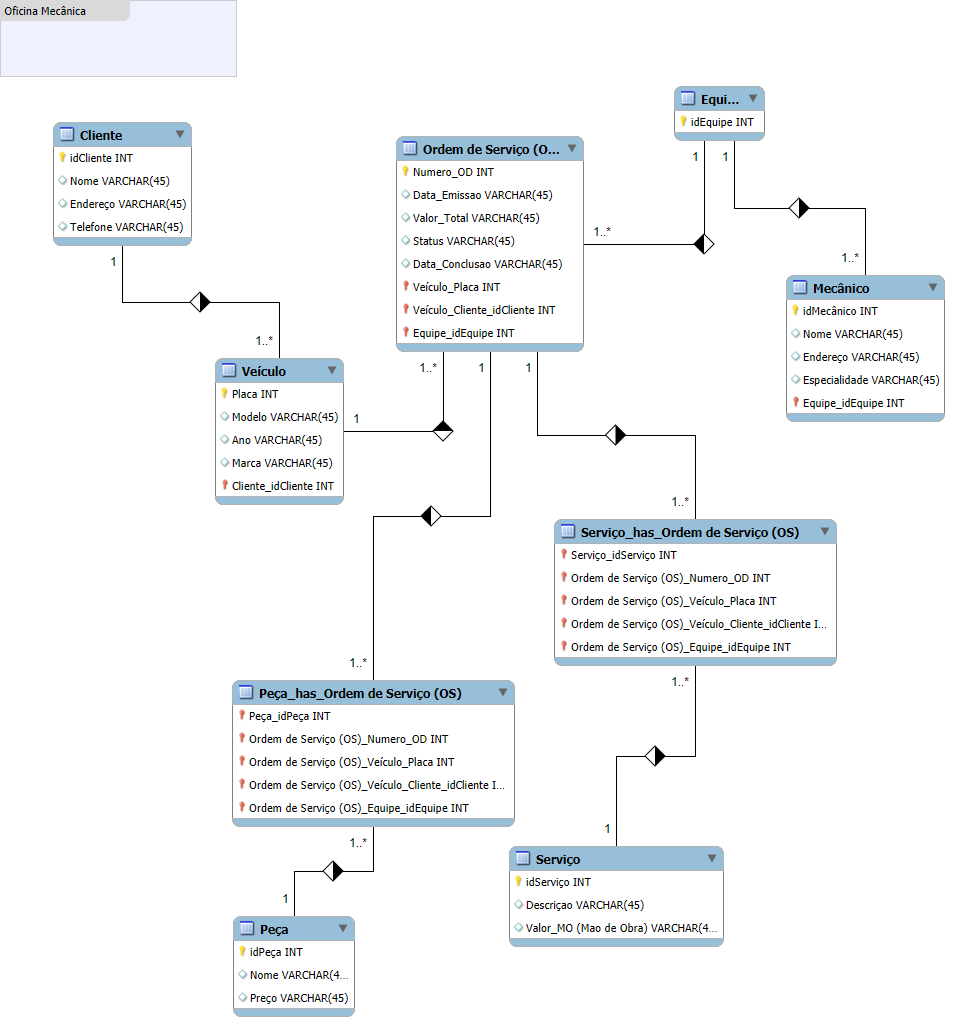 Oficina Mecânica
Cliente
idCliente INT
Nome VARCHAR(45)
Endereço VARCHAR(45)
Telefone VARCHAR(45)
1
1..*
Veículo
Placa INT
Modelo VARCHAR(45)
Ano VARCHAR(45)
Marca VARCHAR(45)
Cliente_idCliente INT
1
1..*
Ordem de Serviço (O...
Numero_OD INT
Data_Emissao VARCHAR(45)
Valor_Total VARCHAR(45)
Status VARCHAR(45)
Data_Conclusao VARCHAR(45)
Veículo_Placa INT
Veículo_Cliente_idCliente INT
Equipe_idEquipe INT
1..*
1
1
Equi...
idEquipe INT
1
1
1..*
Mecânico
idMecânico INT
Nome VARCHAR(45)
Endereço VARCHAR(45)
Especialidade VARCHAR(45)
Equipe_idEquipe INT
1..*
Serviço_has_Ordem de Serviço (OS)
Serviço_idServiço INT
Ordem de Serviço (OS)_Numero_OD INT
Ordem de Serviço (OS)_Veículo_Placa INT
Ordem de Serviço (OS)_Veículo_Cliente_idCliente I...
Ordem de Serviço (OS)_Equipe_idEquipe INT
1..*
1..*
Peça_has_Ordem de Serviço (OS)
Peça_idPeça INT
Ordem de Serviço (OS)_Numero_OD INT
Ordem de Serviço (OS)_Veículo_Placa INT
Ordem de Serviço (OS)_Veículo_Cliente_idCliente I...
Ordem de Serviço (OS)_Equipe_idEquipe INT
1..*
1
Serviço
idServiço INT
Descriçao VARCHAR(45)
Valor_MO (Mao de Obra) VARCHAR(4...
1
Peça
idPeça INT
Nome VARCHAR(4...
Preço VARCHAR(45)